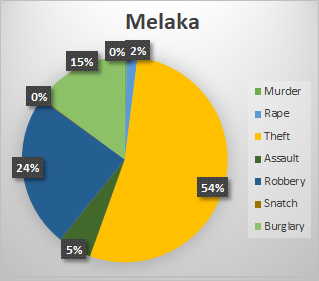 Melaka
0%
2%
15%
0%
24%
5%
54%
Murder
Rape
Theft
Assault
Robbery
Snatch
Burglary